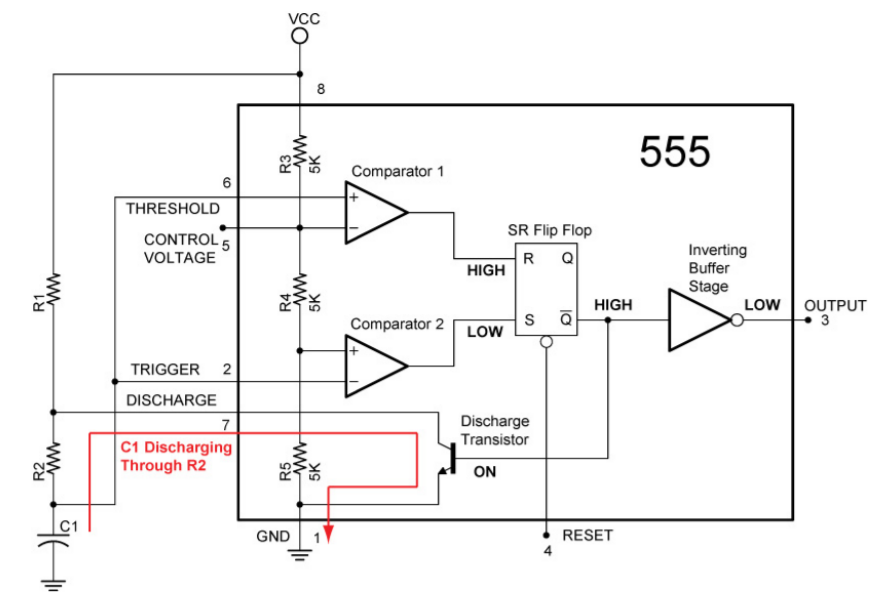 VCC
8
555
R3
5K
Comparator 1
6
+
THRESHOLD
−
CONTROL
VOLTAGE
5
SR Flip Flop
R
Q
HIGH
Inverting
Buffer
Stage
R1
R4
5K
Comparator 2
S
Q̅
HIGH
LOW
OUTPUT
3
LOW
+
TRIGGER
2
−
DISCHARGE
7
Discharge
Transistor
C1 Discharging
Through R2
R2
R5
5K
ON
C1
GND
1
RESET
4